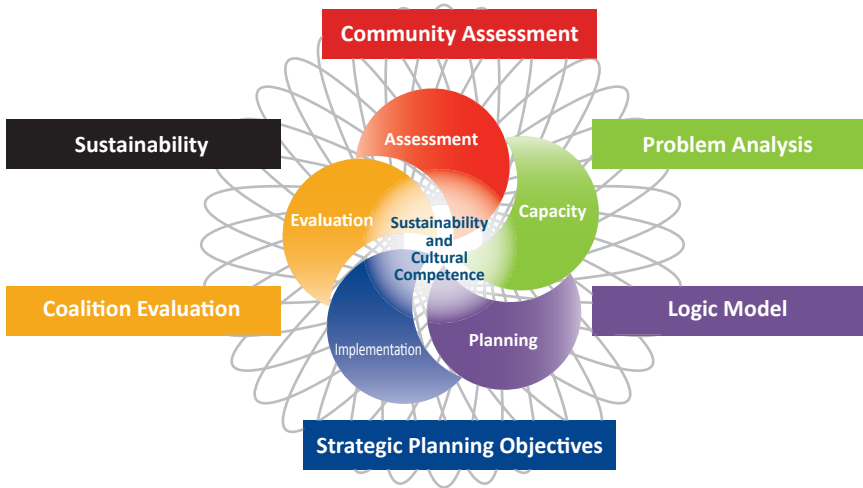 Community Assessment
Sustainability
Problem Analysis
Assessment
Capacity
Evaluation
Sustainability
and
Cultural
Competence
Coalition Evaluation
Logic Model
Planning
Implementation
Strategic Planning Objectives